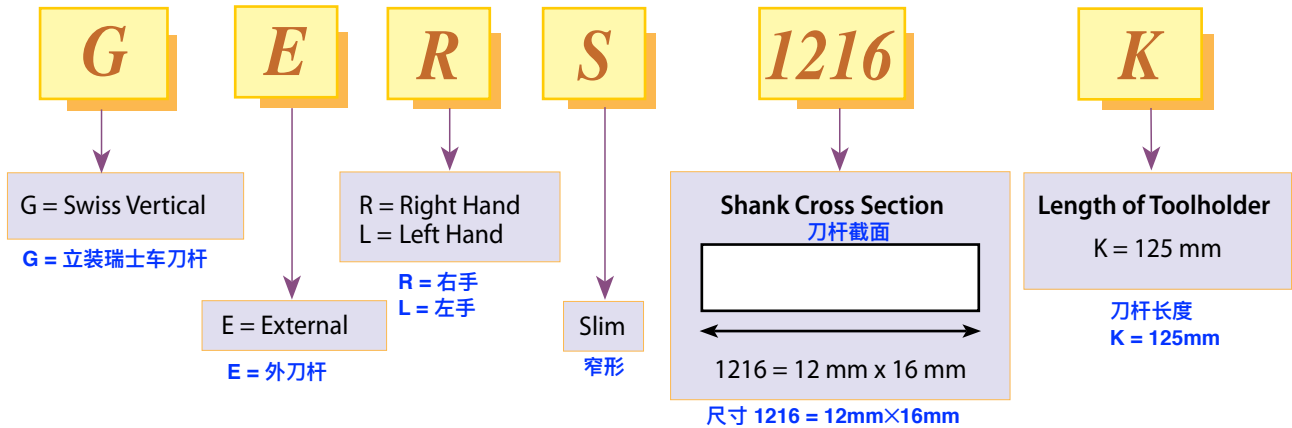 G E R S 1216 K
G = Swiss Vertical
G = 立装瑞士车刀杆
E = External
E = 外刀杆
R = Right Hand
L = Left Hand
R = 右手
L = 左手
Slim
窄形
Shank Cross Section
刀杆截面
1216 = 12 mm x 16 mm
尺寸 1216 = 12mm×16mm
Length of Toolholder
K = 125 mm
刀杆长度
K = 125mm